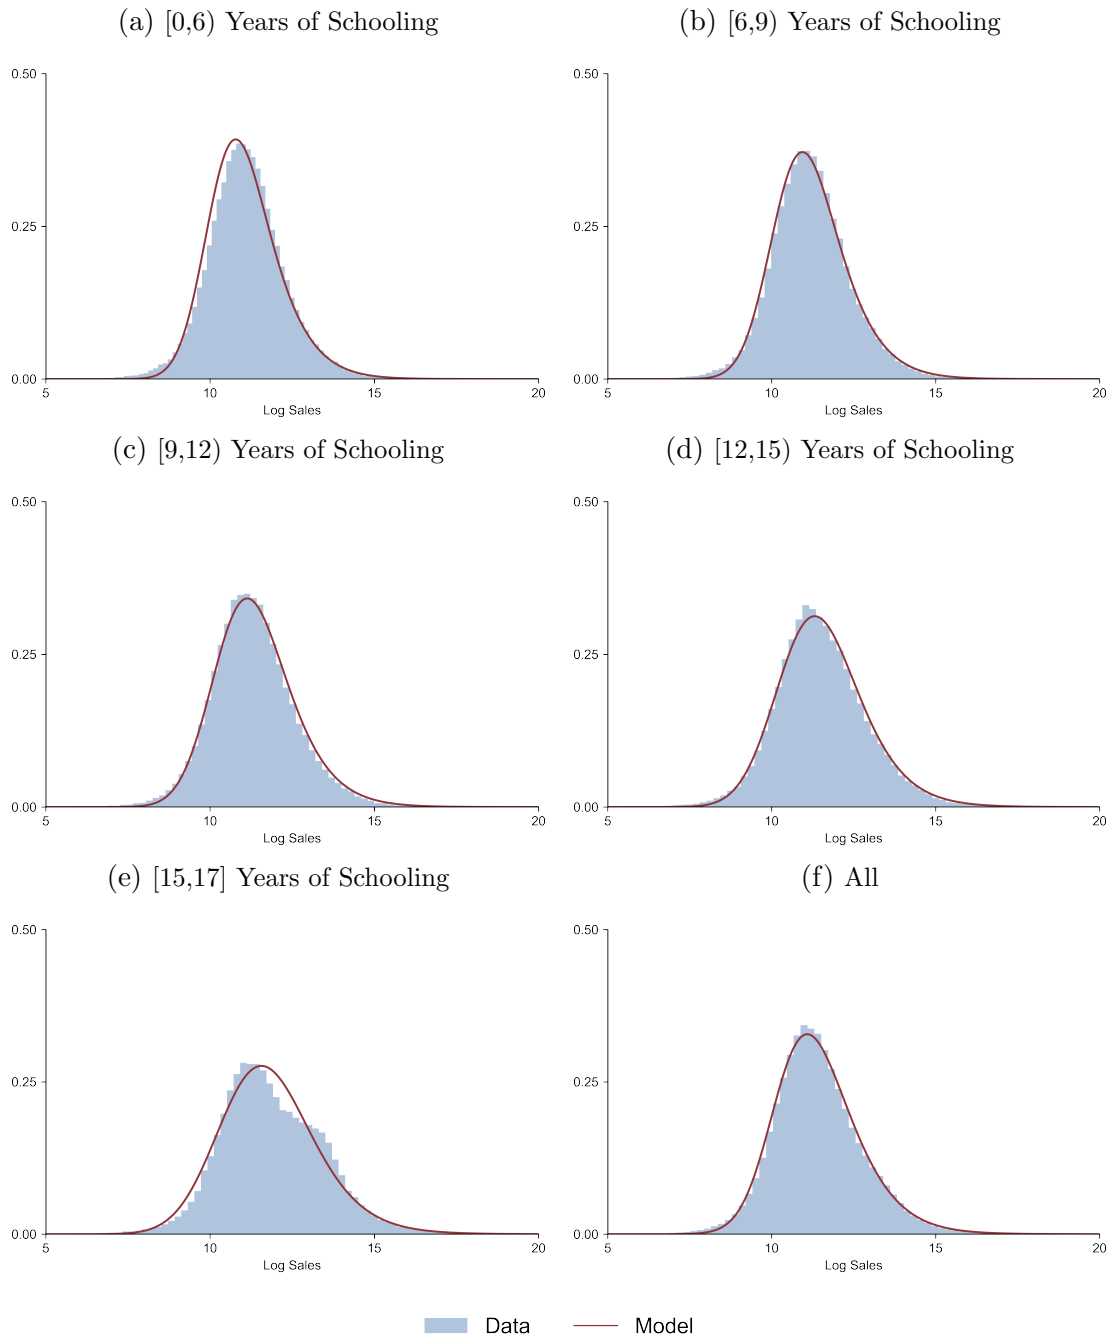 (a) [0,6) Years of Schooling
0.50
0.25
0.00
5 10 15 20
Log Sales
(b) [6,9) Years of Schooling
0.50
0.25
0.00
5 10 15 20
Log Sales
(c) [9,12) Years of Schooling
0.50
0.25
0.00
5 10 15 20
Log Sales
(d) [12,15) Years of Schooling
0.50
0.25
0.00
5 10 15 20
Log Sales
(e) [15,17] Years of Schooling
0.50
0.25
0.00
5 10 15 20
Log Sales
(f) All
0.50
0.25
0.00
5 10 15 20
Log Sales
Data Model